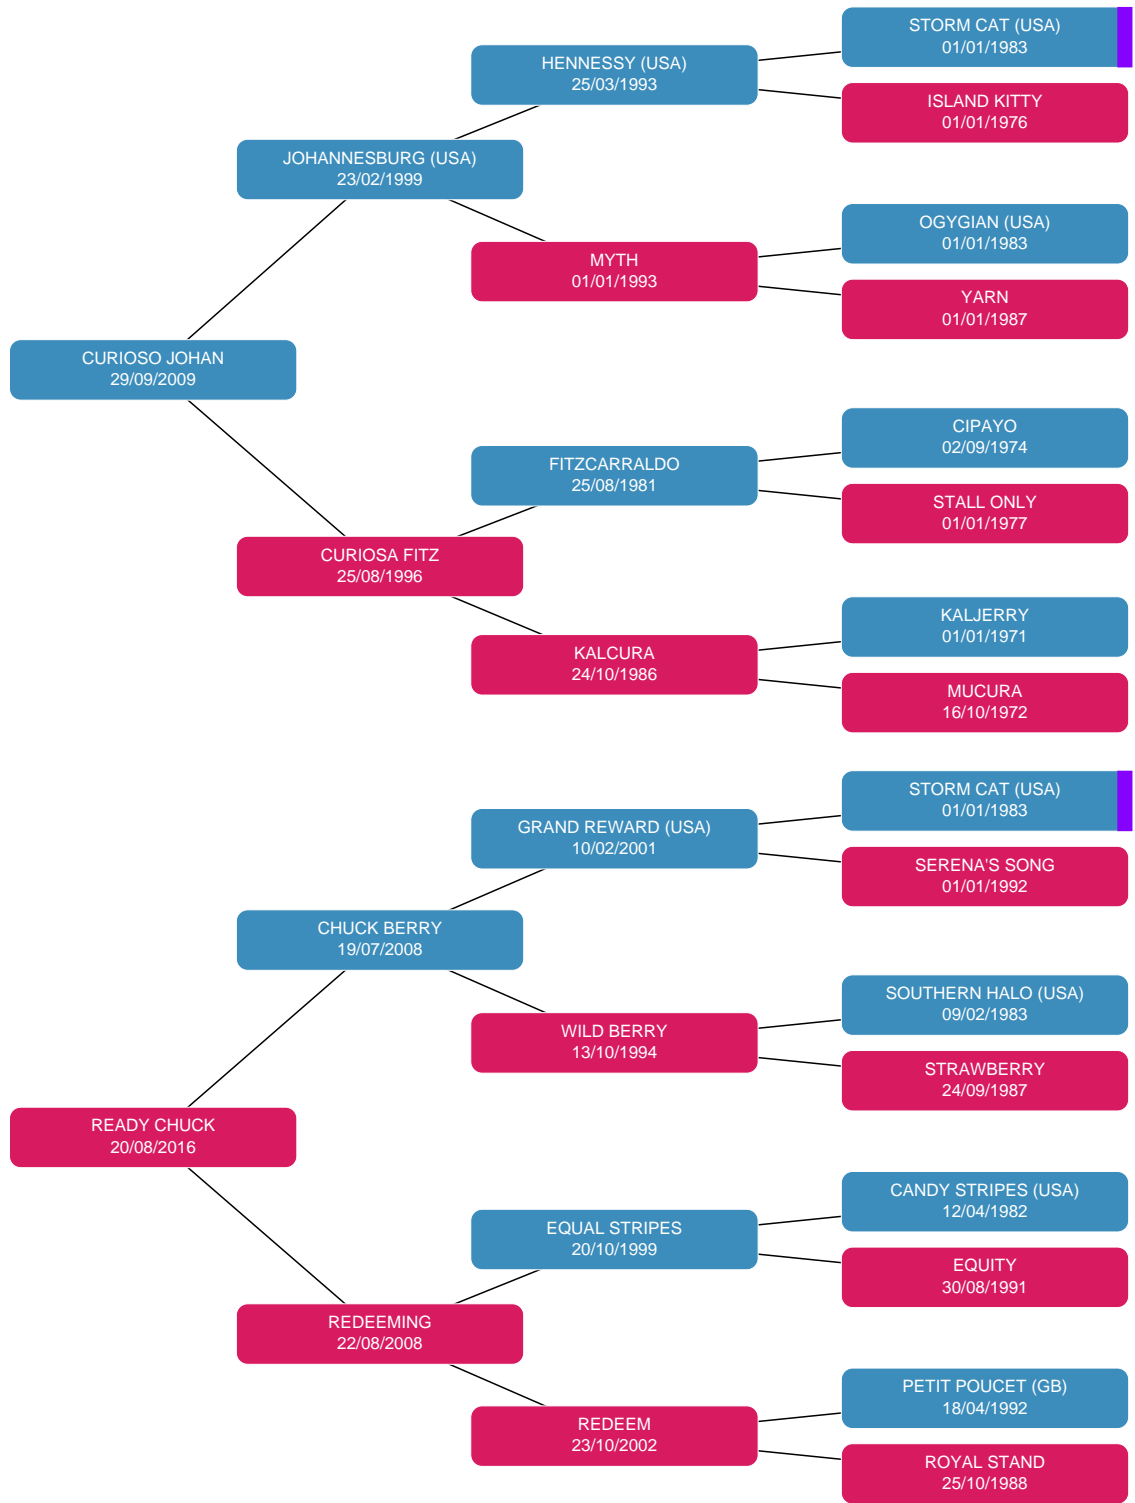 STORM CAT (USA)
01/01/1983
HENNESSY (USA)
25/03/1993
ISLAND KITTY
01/01/1976
JOHANNESBURG (USA)
23/02/1999
OGYGIAN (USA)
01/01/1983
MYTH
01/01/1993
YARN
01/01/1987
CURIOSO JOHAN
29/09/2009
CIPAYO
02/09/1974
FITZCARRALDO
25/08/1981
STALL ONLY
01/01/1977
CURIOSA FITZ
25/08/1996
KALJERRY
01/01/1971
KALCURA
24/10/1986
MUCURA
16/10/1972
STORM CAT (USA)
01/01/1983
GRAND REWARD (USA)
10/02/2001
SERENA'S SONG
01/01/1992
CHUCK BERRY
19/07/2008
SOUTHERN HALO (USA)
09/02/1983
WILD BERRY
13/10/1994
STRAWBERRY
24/09/1987
READY CHUCK
20/08/2016
CANDY STRIPES (USA)
12/04/1982
EQUAL STRIPES
20/10/1999
EQUITY
30/08/1991
REDEEMING
22/08/2008
PETIT POUCET (GB)
18/04/1992
REDEEM
23/10/2002
ROYAL STAND
25/10/1988